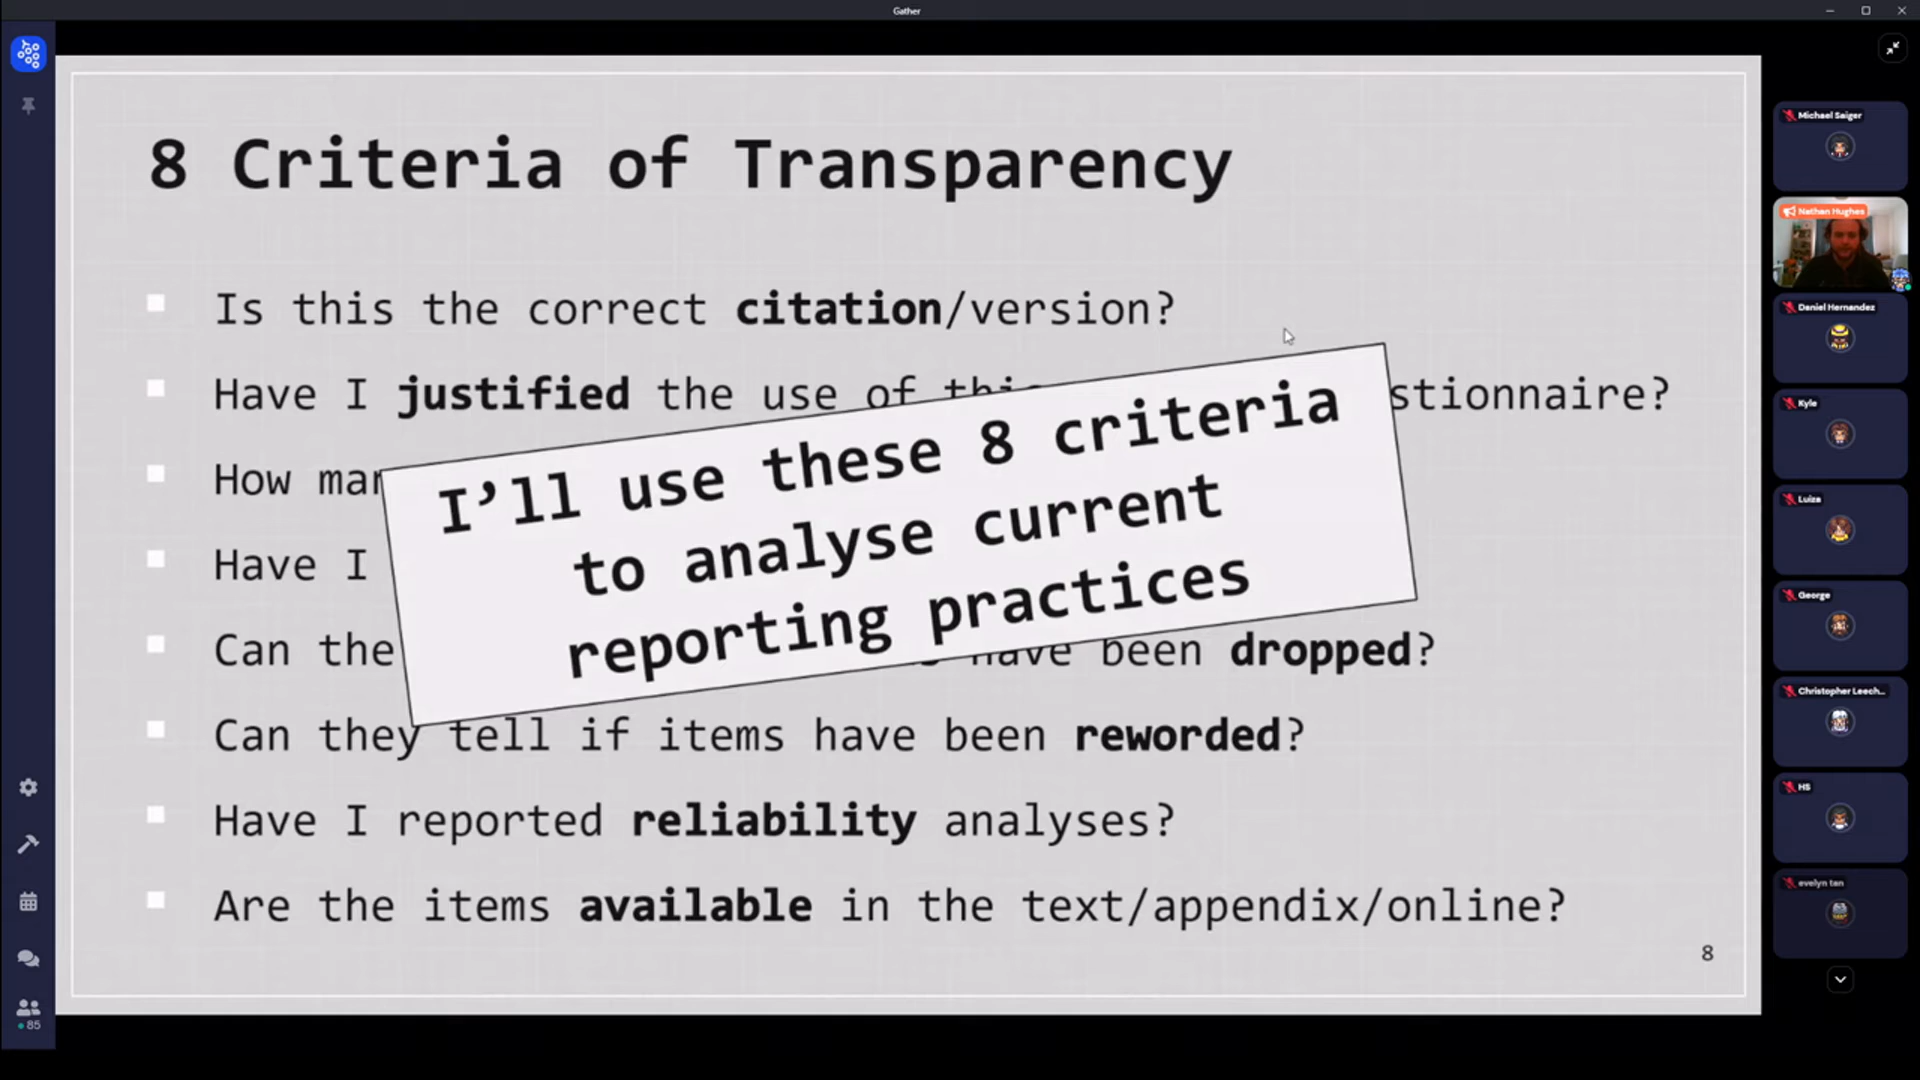 Gather
8 Criteria of Transparency
Is this the correct citation/version?
Have I justified the use of stionnaire?
How
Have I
Can the have been dropped?
Can they tell if items have been reworded?
Have I reported reliability analyses?
Are the items available in the text/appendix/online?
I’ll use these 8 criteria
to analyse current
reporting practices
8
Michael Saiger
Nathan Hughes
Daniel Hernandez
Kyle
Luiza
George
Christopher Leech...
HS
evelyn tan
85